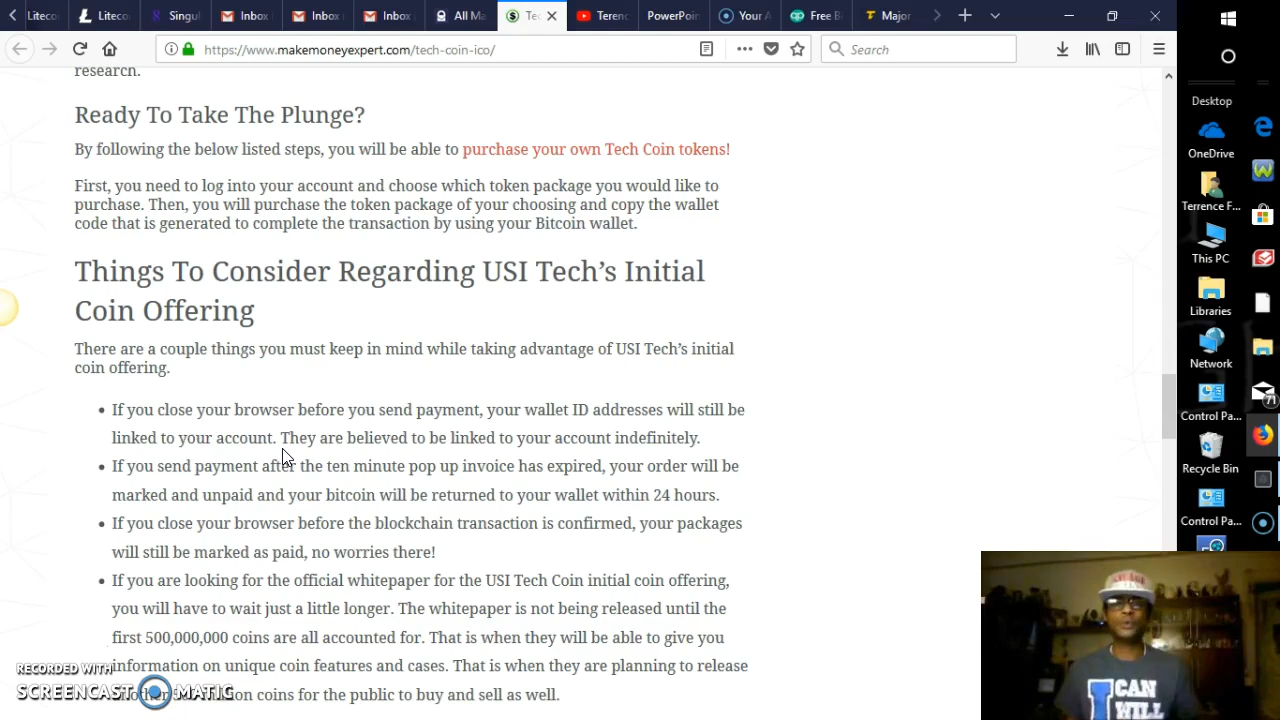 Litecoi
Liteco
Singul
Inbox
Inbox
Inbox
All Ma
Te
Terenc
PowerPoin
Your A
Free B
Major
https://www.makemoneyexpert.com/tech-coin-ico/
Search
research.
Ready To Take The Plunge?
By following the below listed steps, you will be able to purchase your own Tech Coin tokens!
First, you need to log into your account and choose which token package you would like to
purchase. Then, you will purchase the token package of your choosing and copy the wallet
code that is generated to complete the transaction by using your Bitcoin wallet.
Things To Consider Regarding USI Tech’s Initial
Coin Offering
There are a couple things you must keep in mind while taking advantage of USI Tech’s initial
coin offering.
• If you close your browser before you send payment, your wallet ID addresses will still be
linked to your account. They are believed to be linked to your account indefinitely.
• If you send payment after the ten minute pop up invoice has expired, your order will be
marked and unpaid and your bitcoin will be returned to your wallet within 24 hours.
• If you close your browser before the blockchain transaction is confirmed, your packages
will still be marked as paid, no worries there!
• If you are looking for the official whitepaper for the USI Tech Coin initial coin offering,
you will have to wait just a little longer. The whitepaper is not being released until the
first 500,000,000 coins are all accounted for. That is when they will be able to give you
information on unique coin features and cases. That is when they are planning to release
coins for the public to buy and sell as well.
RECORDED WITH
SCREENCAST MATIC
Desktop
OneDrive
Terrence F...
This PC
Libraries
Network
Control Pa...
71
Recycle Bin
Control Pa...
I CAN
WILL